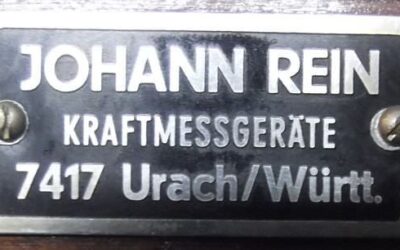 JOHANN REIN
KRAFTMESSGERÄTE
7417 Urach/Württ.